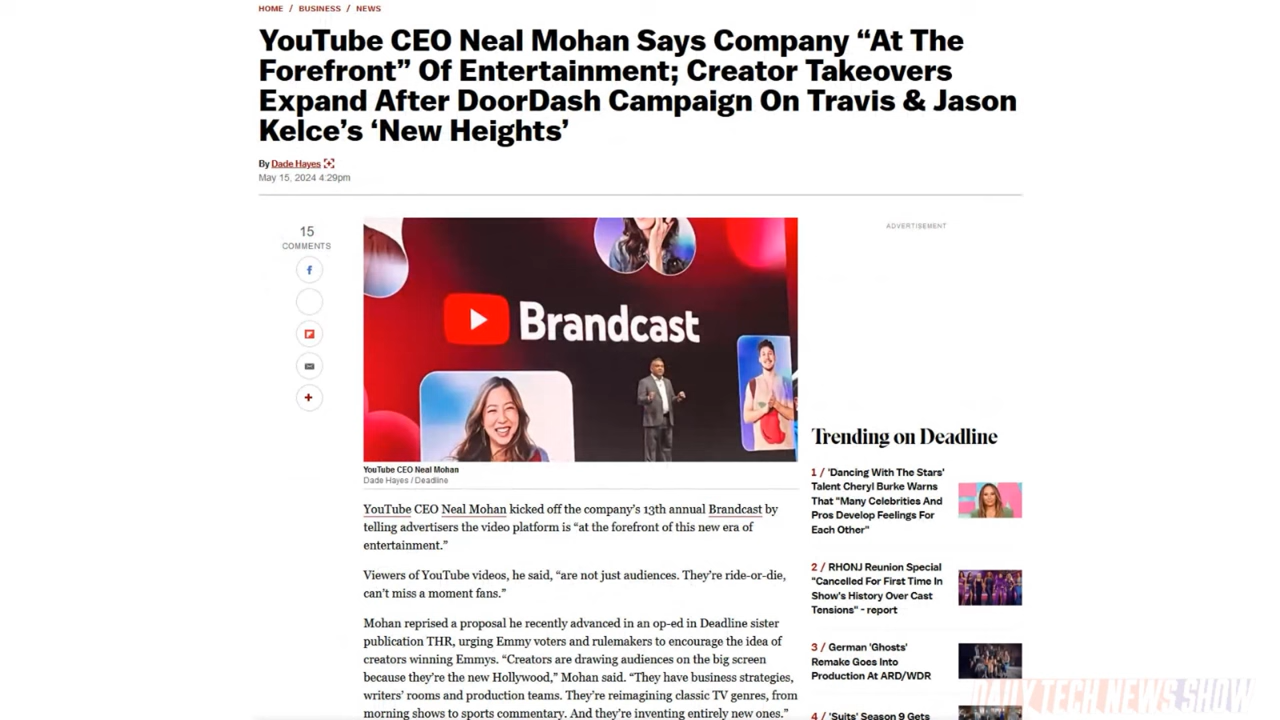 HOME / BUSINESS / NEWS
YouTube CEO Neal Mohan Says Company “At The
Forefront” Of Entertainment; Creator Takeovers
Expand After DoorDash Campaign On Travis & Jason
Kelce’s ‘New Heights’
By Dade Hayes
May 15, 2024 4:29pm
15
COMMENTS
Brandcast
YouTube CEO Neal Mohan
Dade Hayes / Deadline
YouTube CEO Neal Mohan kicked off the company’s 13th annual Brandcast by
telling advertisers the video platform is “at the forefront of this new era of
entertainment.”
Viewers of YouTube videos, he said, “are not just audiences. They’re ride-or-die,
can’t miss a moment fans.”
Mohan reprised a proposal he recently advanced in an op-ed in Deadline sister
publication THR, urging Emmy voters and rulemakers to encourage the idea of
creators winning Emmys. “Creators are drawing audiences on the big screen
because they’re the new Hollywood,” Mohan said. “They have business strategies,
writers’ rooms and production teams. They’re reimagining classic TV genres, from
morning shows to sports commentary. And they’re inventing entirely new ones.”
ADVERTISEMENT
Trending on Deadline
1 / 'Dancing With The Stars'
Talent Cheryl Burke Warns
That "Many Celebrities And
Pros Develop Feelings For
Each Other"
2 / RHONJ Reunion Special
"Cancelled For First Time In
Show's History Over Cast
Tensions" - report
3 / German 'Ghosts'
Remake Goes Into
Production At ARD/WDR
4 / 'Suits' Season 9 Gets
DAILY TECH NEWS SHOW